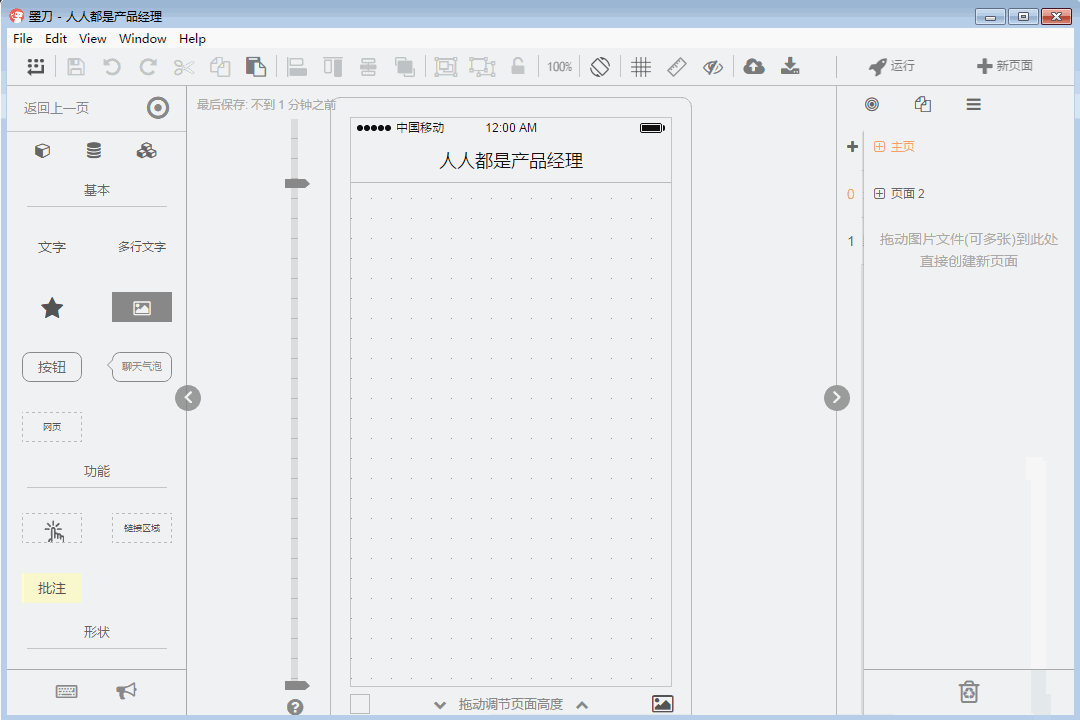 墨刀 - 人人都是产品经理
File Edit View Window Help
100% 运行 新页面
返回上一页
最后保存: 不到 1 分钟之前
中国移动 12:00 AM
人人都是产品经理
基本
文字 多行文字
按钮 聊天气泡
网页
功能
链接区域
批注
形状
拖动调节页面高度
主页
0 页面 2
1 拖动图片文件(可多张)到此处
直接创建新页面